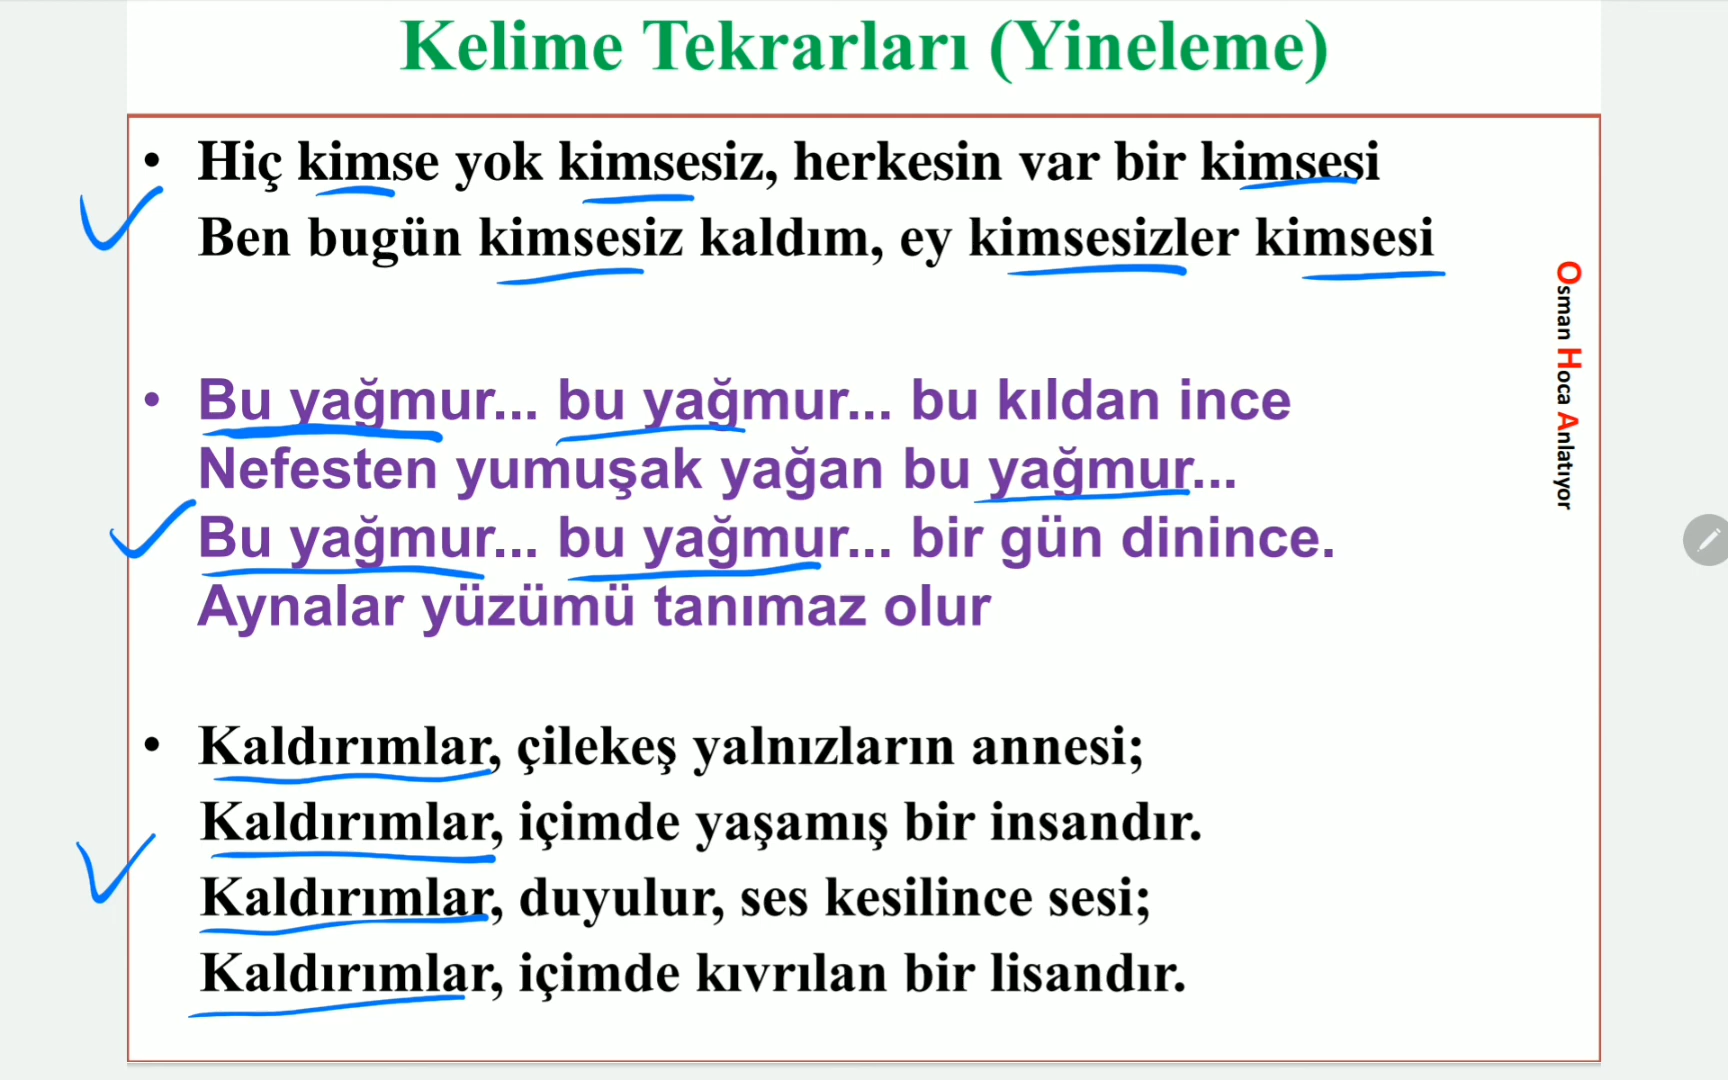 Kelime Tekrarları (Yineleme)
• Hiç kimse yok kimsesiz, herkesin var bir kimsesi
Ben bugün kimsesiz kaldım, ey kimsesizler kimsesi
• Bu yağmur... bu yağmur... bu kıldan ince
Nefesten yumuşak yağan bu yağmur...
Bu yağmur... bu yağmur... bir gün dinince.
Aynalar yüzümü tanımaz olur
• Kaldırımlar, çilekeş yalnızların annesi;
Kaldırımlar, içimde yaşamış bir insandır.
Kaldırımlar, duyulur, ses kesilince sesi;
Kaldırımlar, içimde kıvrılan bir lisandır.
Osman Hoca Anlatıyor